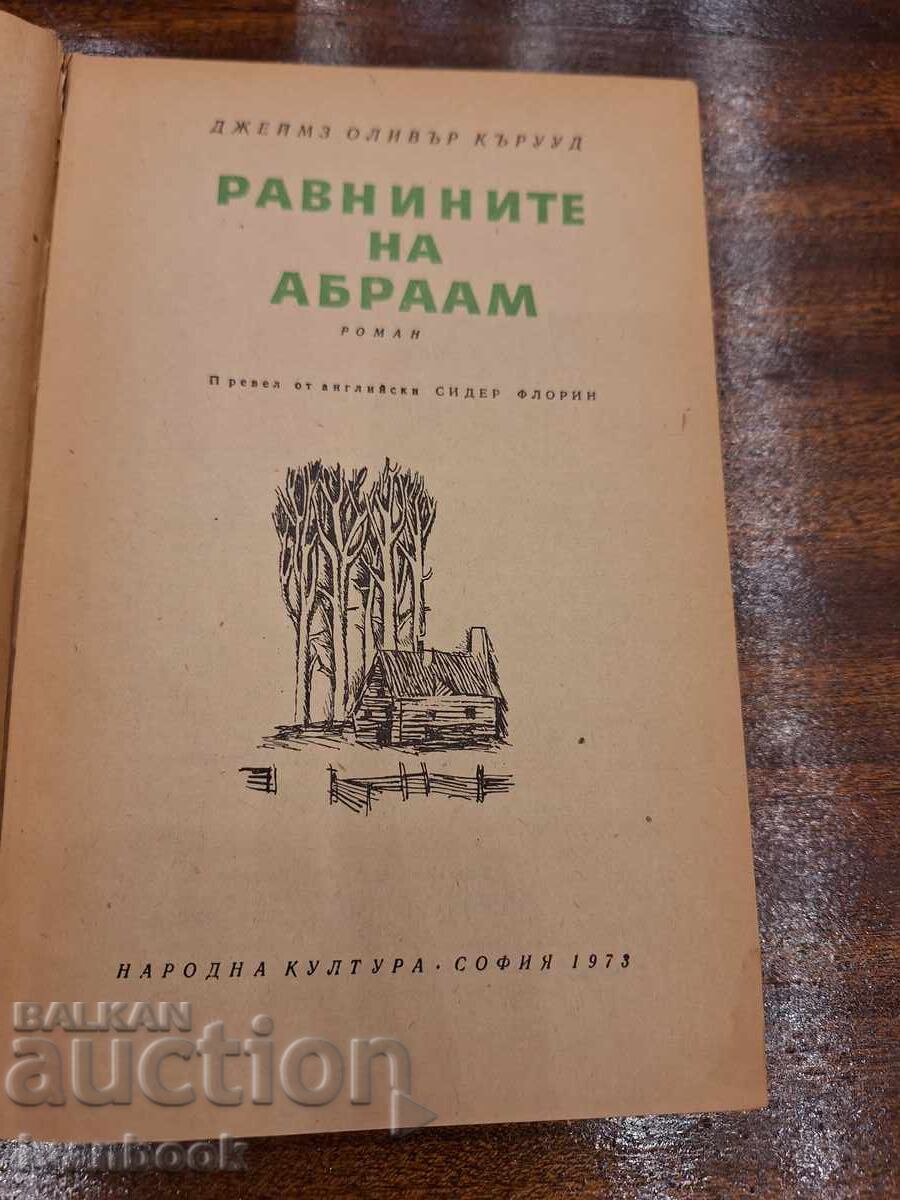 ДЖЕЙМЗ ОЛИВЪР КЪРУУД
РАВНИНИТЕ
НА
АБРААМ
РОМАН
Превел от английски СИДЕР ФЛОРИН
НАРОДНА КУЛТУРА · СОФИЯ 1973
BALKAN
auction